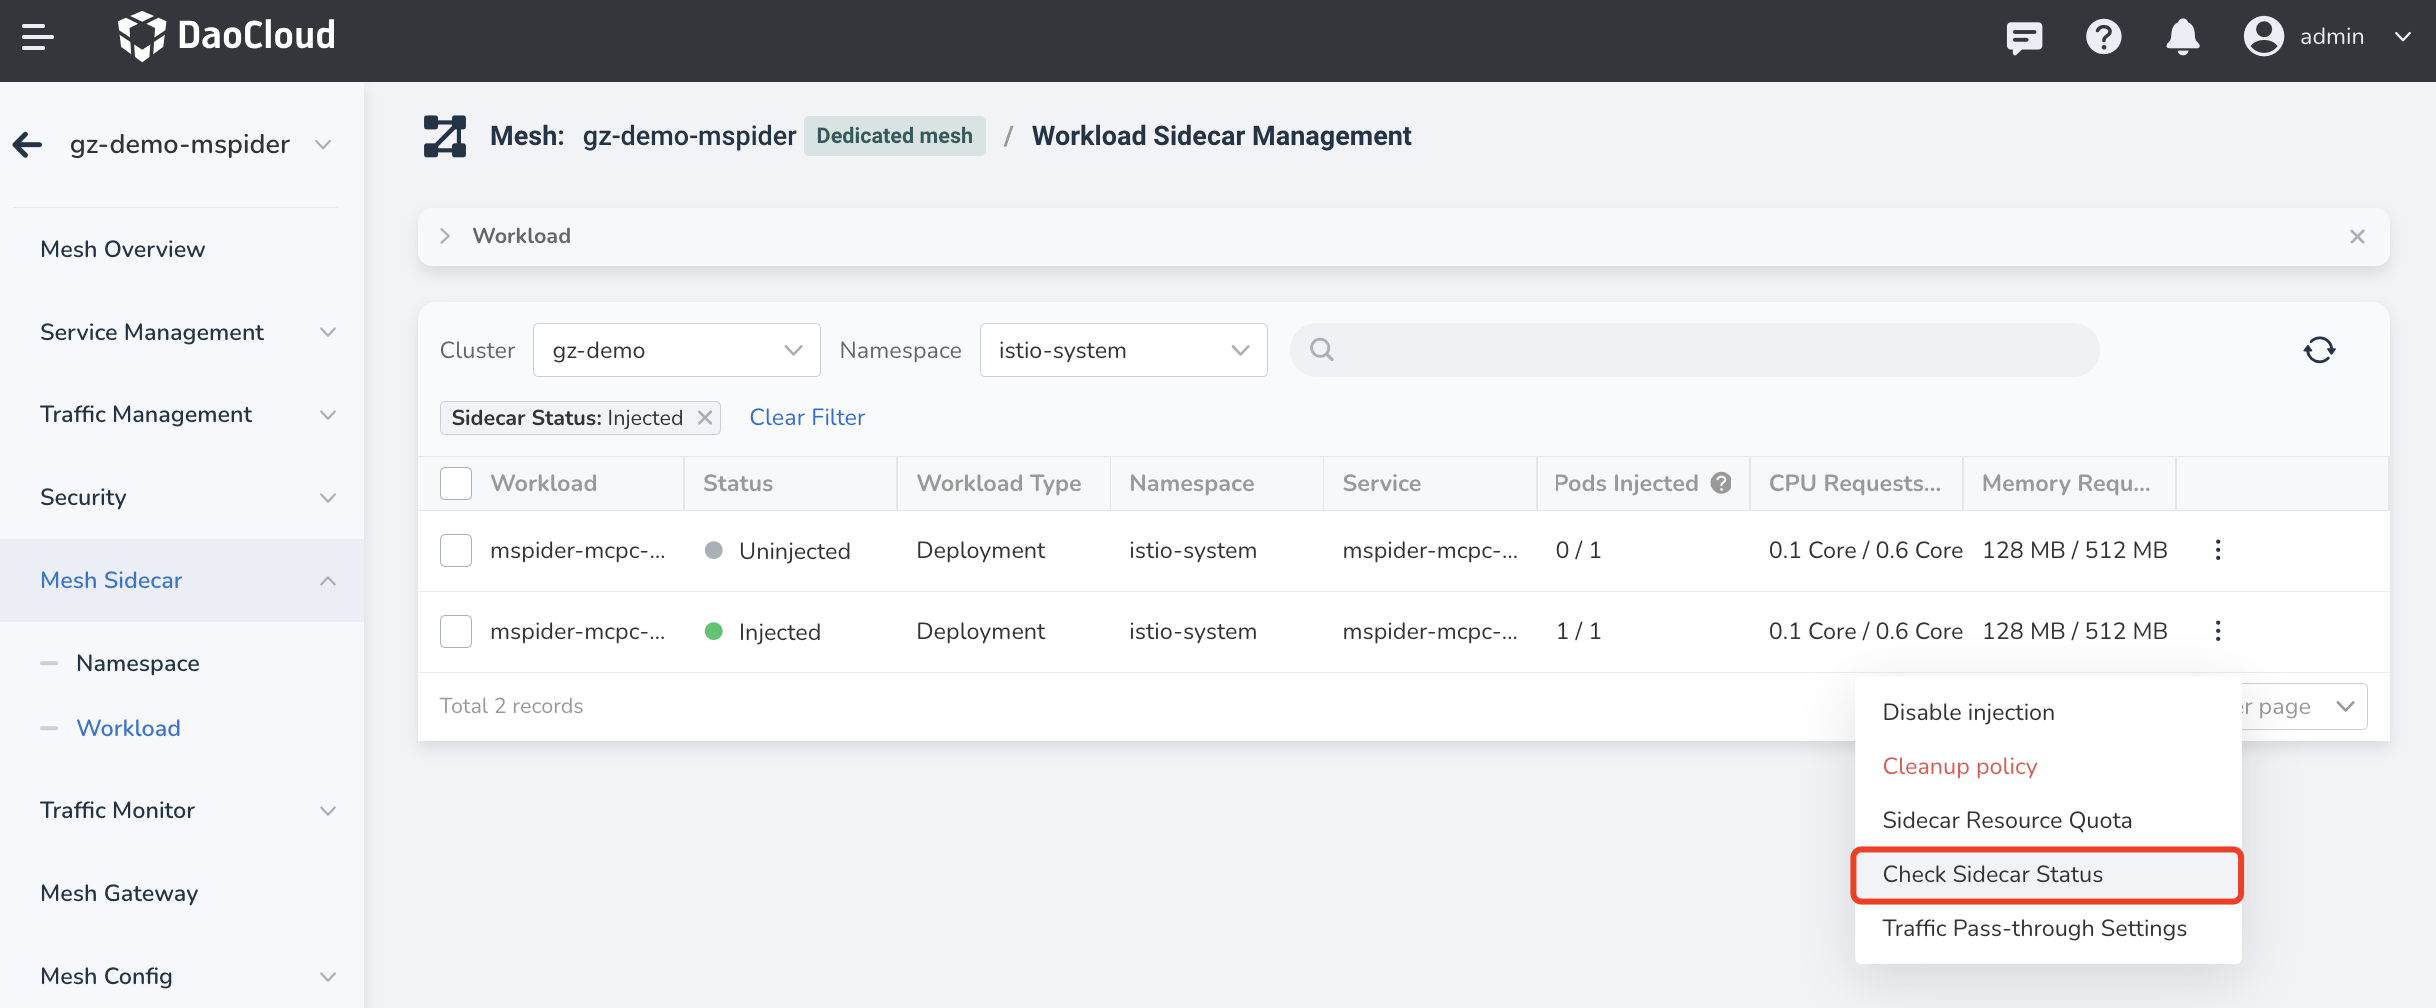 DaoCloud
admin
gz-demo-mspider
Mesh: gz-demo-mspider Dedicated mesh / Workload Sidecar Management
Mesh Overview
Service Management
Traffic Management
Security
Mesh Sidecar
Namespace
Workload
Traffic Monitor
Mesh Gateway
Mesh Config
Workload
Cluster gz-demo Namespace istio-system
Sidecar Status: Injected Clear Filter
Workload Status Workload Type Namespace Service Pods Injected CPU Requests... Memory Requ...
mspider-mcpc-... Uninjected Deployment istio-system mspider-mcpc-... 0 / 1 0.1 Core / 0.6 Core 128 MB / 512 MB
mspider-mcpc-... Injected Deployment istio-system mspider-mcpc-... 1 / 1 0.1 Core / 0.6 Core 128 MB / 512 MB
Total 2 records
page
Disable injection
Cleanup policy
Sidecar Resource Quota
Check Sidecar Status
Traffic Pass-through Settings